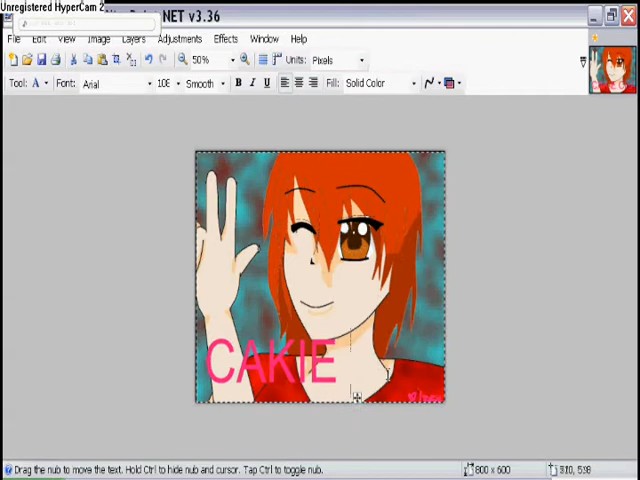 Unregistered HyperCam 2
NET v3.36
File Edit View Image Layers Adjustments Effects Window Help
50% Units: Pixels
Tool: A Font: Arial 108 Smooth B I U Fill: Solid Color
CAKIE
Drag the nub to move the text. Hold Ctrl to hide nub and cursor. Tap Ctrl to toggle nub.
800 x 600